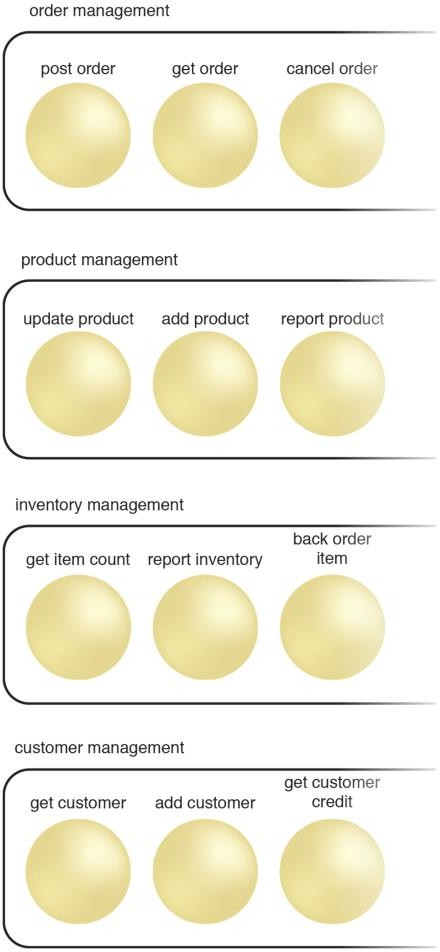 order management
post order
get order
cancel order
product management
update product
add product
report product
inventory management
get item count
report inventory
back order
item
customer management
get customer
add customer
get customer
credit